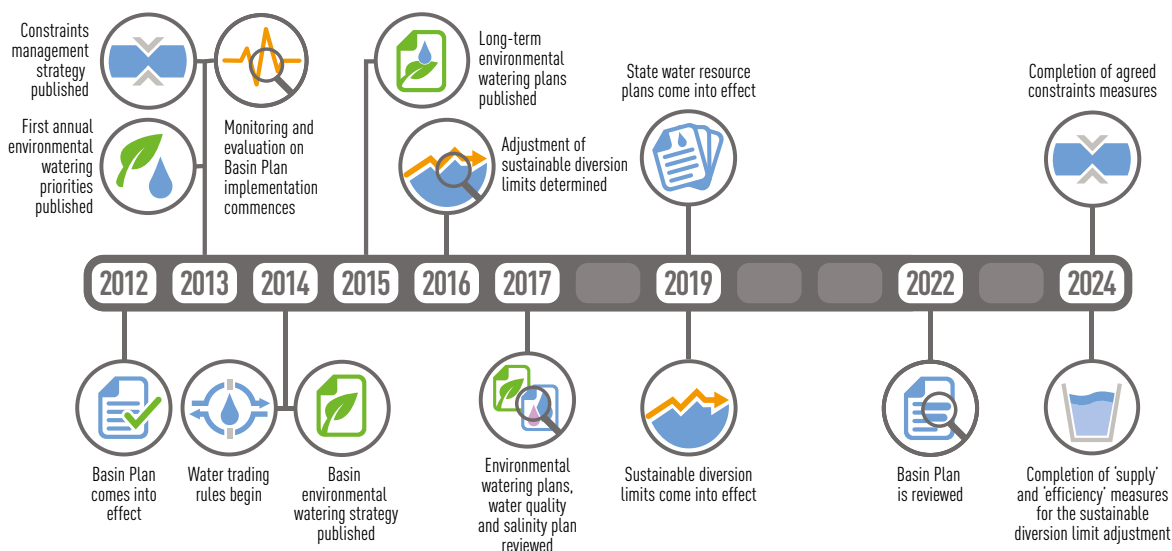 Constraints
management
strategy
published
First annual
environmental
watering
priorities
published
Monitoring and
evaluation on
Basin Plan
implementation
commences
Long-term
environmental
watering plans
published
Adjustment of
sustainable diversion
limits determined
State water resource
plans come into effect
Completion of agreed
constraints measures
2012 2013 2014 2015 2016 2017 2019 2022 2024
Basin Plan
comes into
effect
Water trading
rules begin
Basin
environmental
watering strategy
published
Environmental
watering plans,
water quality
and salinity plan
reviewed
Sustainable diversion
limits come into effect
Basin Plan
is reviewed
Completion of 'supply'
and 'efficiency' measures
for the sustainable
diversion limit adjustment